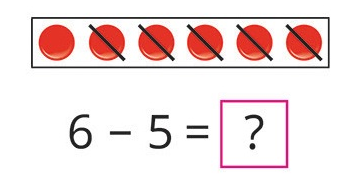 6 – 5 = ?